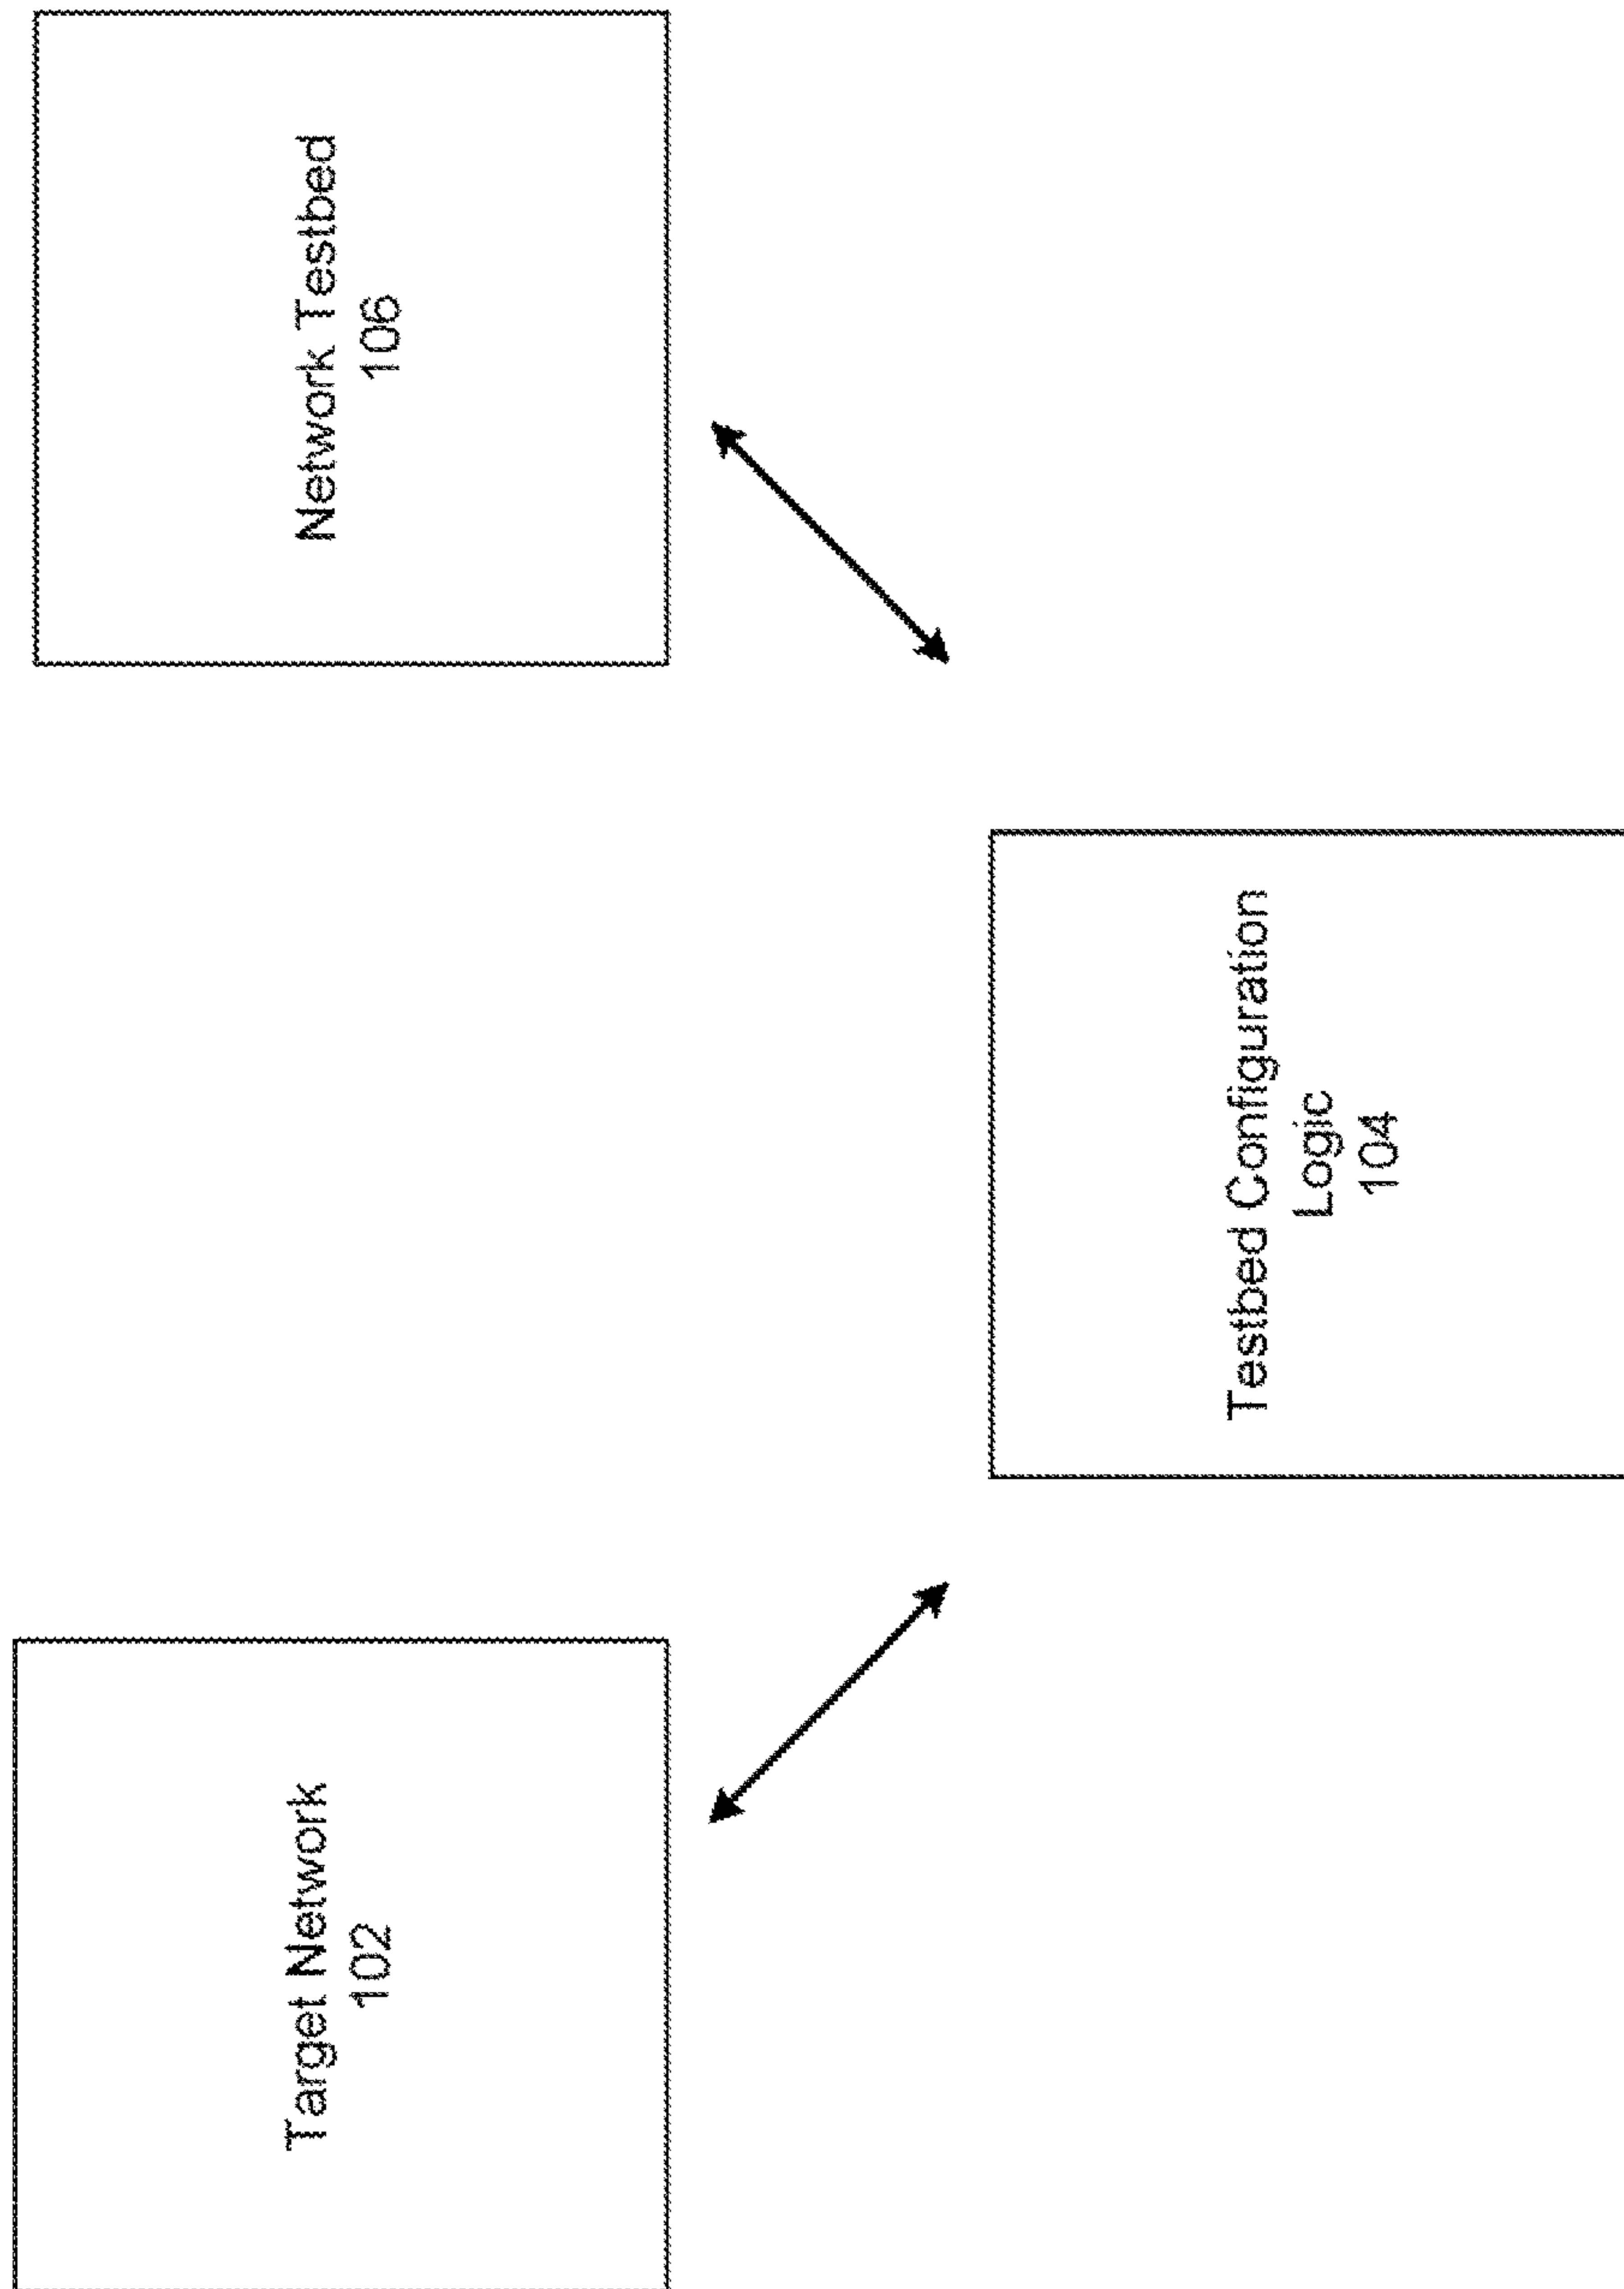 Target Network
102
Testbed Configuration
Logic
104
Network Testbed
106